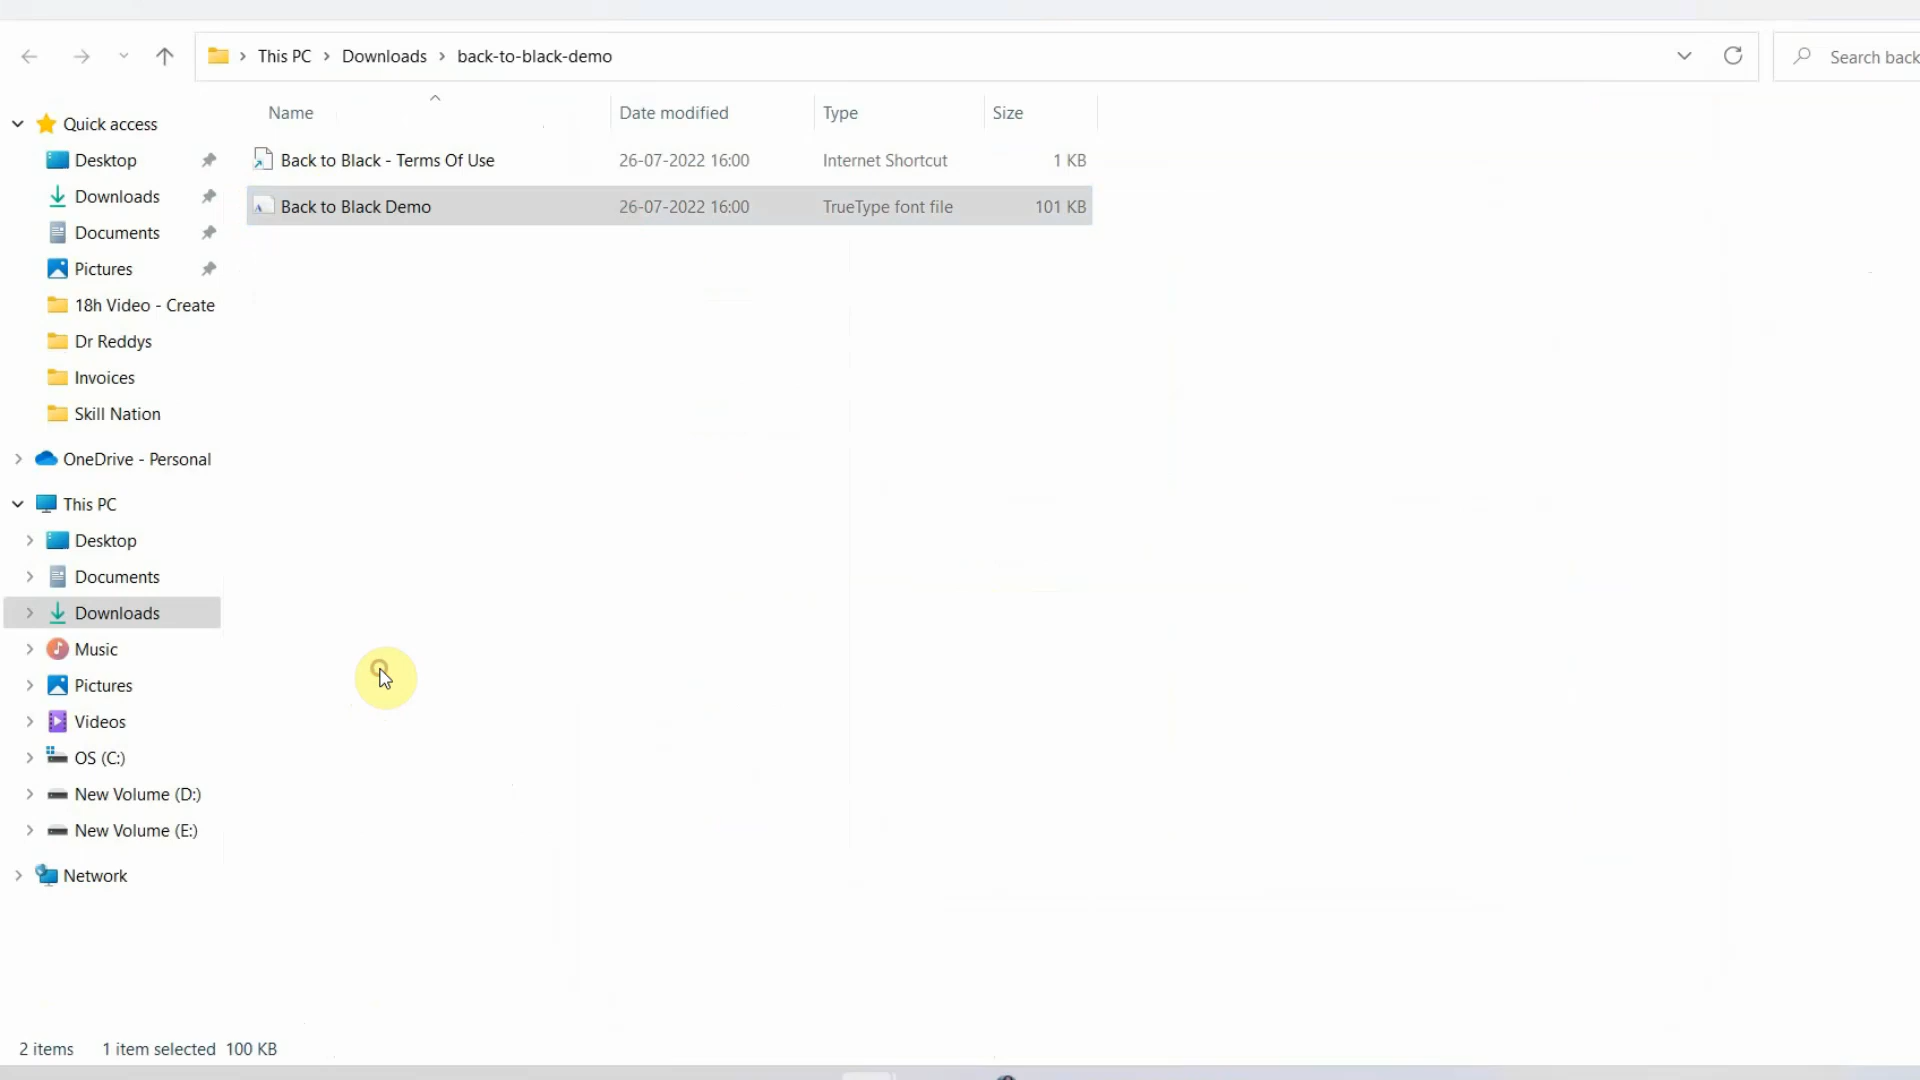 This PC > Downloads > back-to-black-demo
Search back
Name Date modified Type Size
Quick access
Back to Black - Terms Of Use 26-07-2022 16:00 Internet Shortcut 1 KB
Back to Black Demo 26-07-2022 16:00 TrueType font file 101 KB
Desktop
Downloads
Documents
Pictures
18h Video - Create
Dr Reddys
Invoices
Skill Nation
OneDrive - Personal
This PC
Desktop
Documents
Downloads
Music
Pictures
Videos
OS (C:)
New Volume (D:)
New Volume (E:)
Network
2 items 1 item selected 100 KB